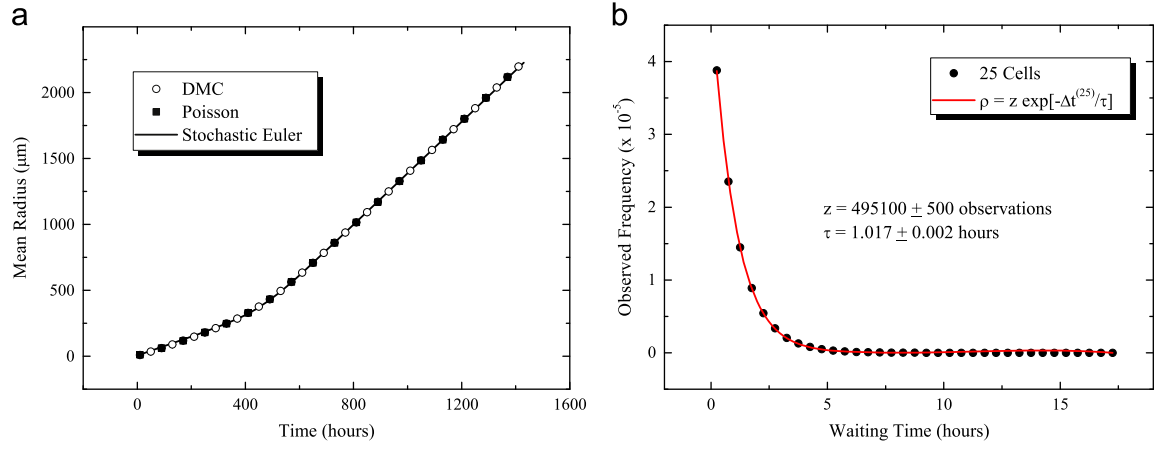 a
DMC
Poisson
Stochastic Euler
2000
1500
1000
500
0
Mean Radius (μm)
0 400 800 1200 1600
Time (hours)
b
25 Cells
ρ = z exp[-Δt⁽²⁵⁾/τ]
z = 495100 ± 500 observations
τ = 1.017 ± 0.002 hours
4
3
2
1
0
Observed Frequency (x 10⁻⁵)
0 5 10 15
Waiting Time (hours)